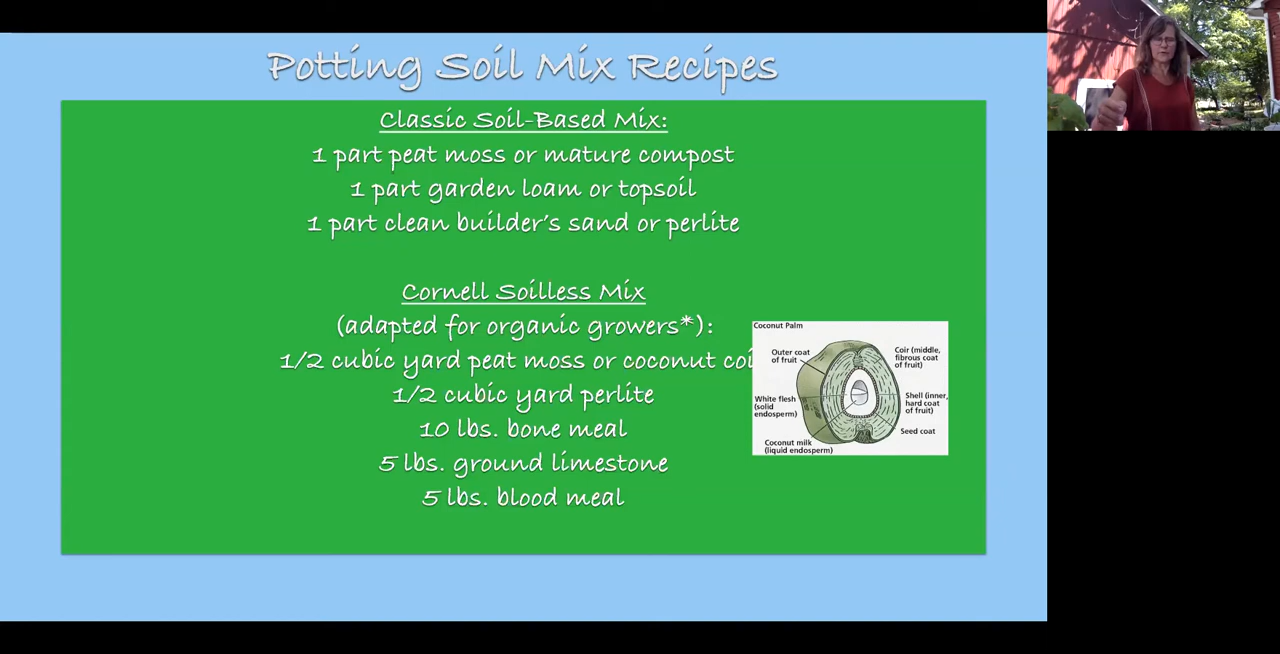 Potting Soil Mix Recipes
Classic Soil-Based Mix:
1 part peat moss or mature compost
1 part garden loam or topsoil
1 part clean builder's sand or perlite
Cornell Soilless Mix
(adapted for organic growers*):
1/2 cubic yard peat moss or coconut coi
1/2 cubic yard perlite
10 lbs. bone meal
5 lbs. ground limestone
5 lbs. blood meal
Coconut Palm
Outer coat
of fruit
White flesh
(solid
endosperm)
Coconut milk
(liquid endosperm)
Coir (middle,
fibrous coat
of fruit)
Shell (inner,
hard coat
of fruit)
Seed coat